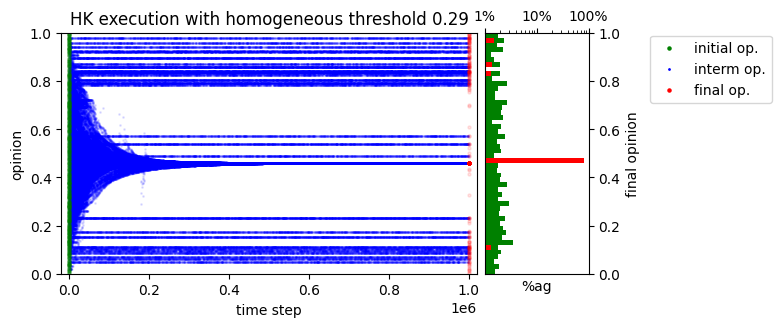 HK execution with homogeneous threshold 0.29
1% 10% 100%
1.0 1.0
0.8 0.8
0.6 0.6
0.4 0.4
0.2 0.2
0.0 0.0
opinion
final opinion
0.0 0.2 0.4 0.6 0.8 1.0
1e6
time step
%ag
initial op.
interm op.
final op.